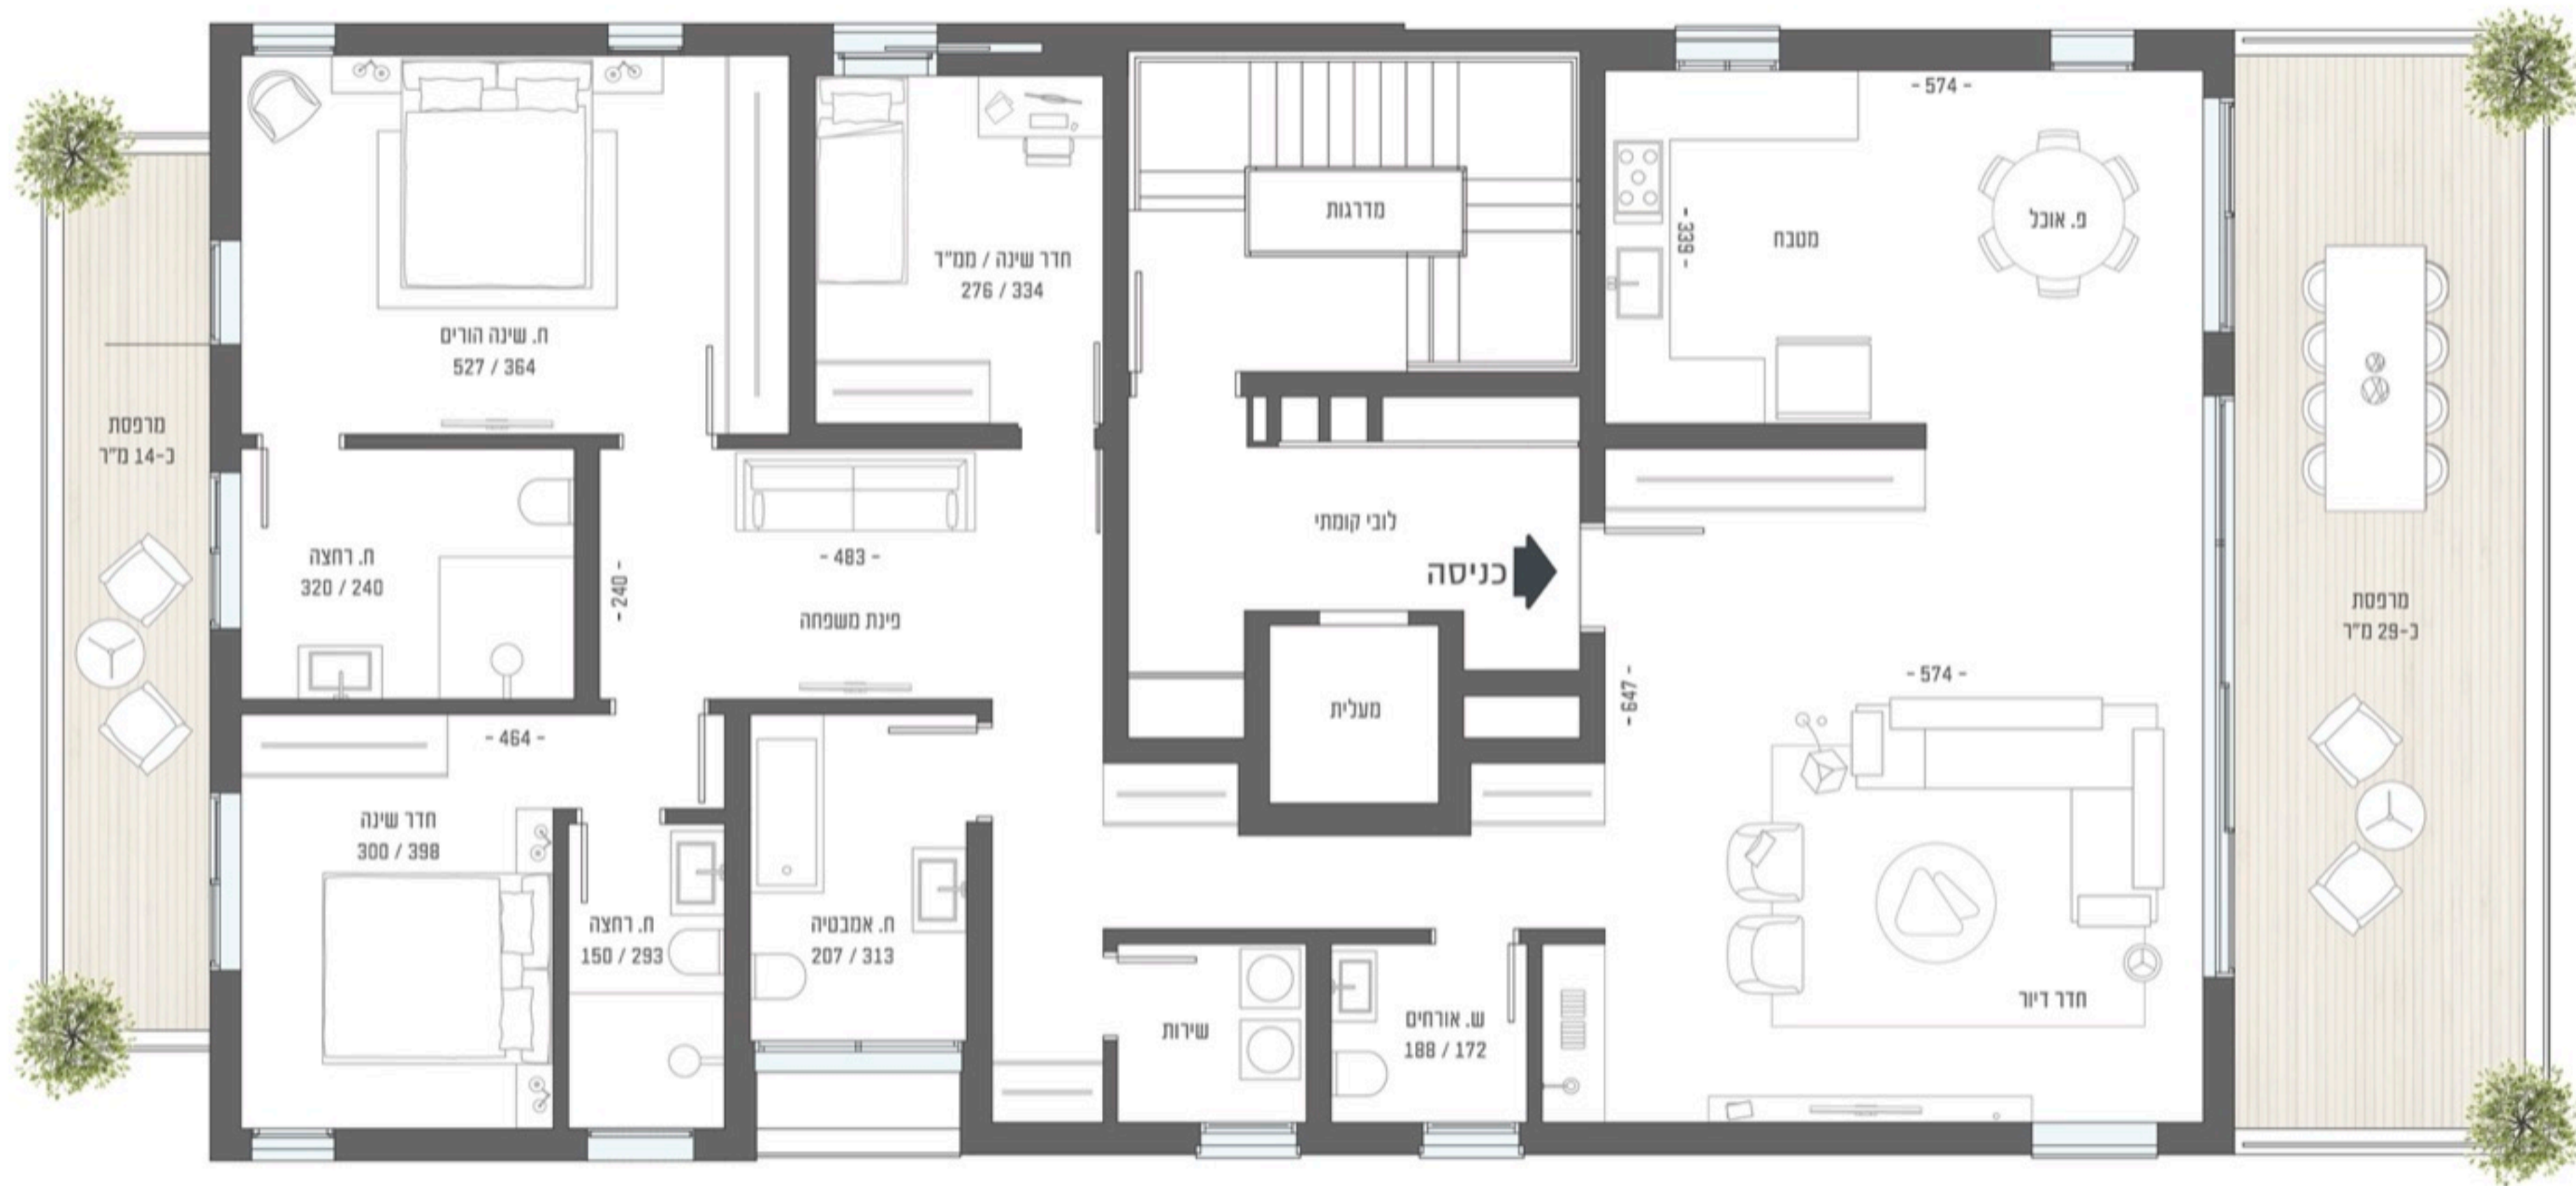 - 574 -
מדרגות
פ. אוכל
- 339 -
מטבח
חדר שינה / ממ"ד
276 / 334
ח. שינה הורים
527 / 364
מרפסת
כ-14 מ"ר
לובי קומתי
כניסה
ח. רחצה
320 / 240
- 240 -
- 483 -
פינת משפחה
מרפסת
כ-29 מ"ר
- 574 -
- 647 -
מעלית
- 464 -
חדר שינה
300 / 398
ח. רחצה
150 / 293
ח. אמבטיה
207 / 313
שירות
ש. אורחים
188 / 172
חדר דיור